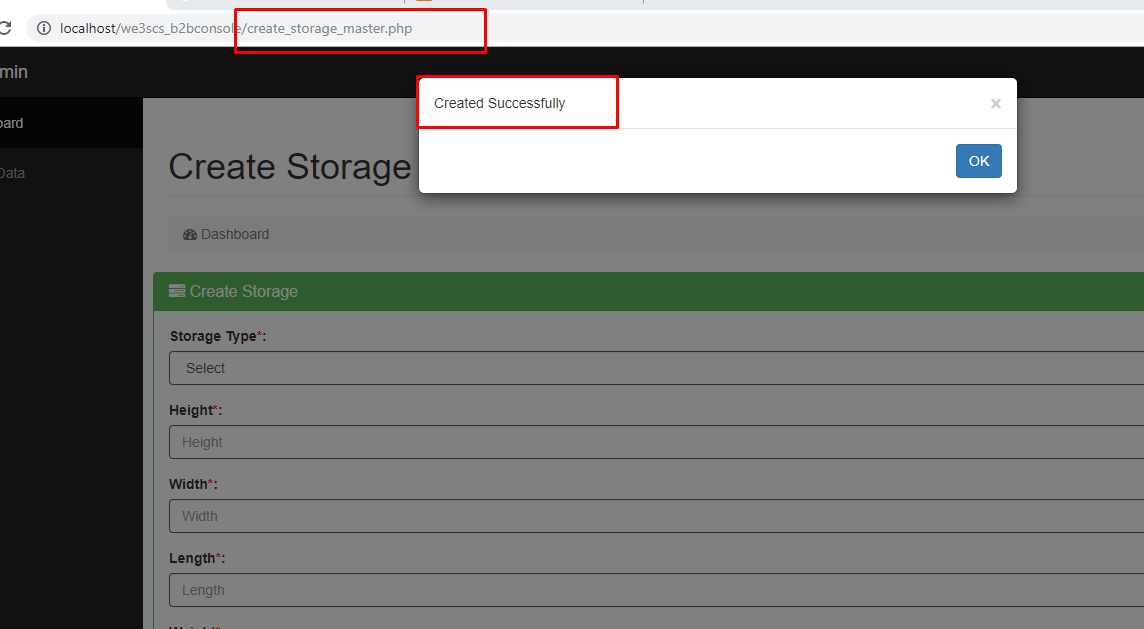 localhost/we3scs_b2bconsole/create_storage_master.php
min
Created Successfully
×
OK
oard
Data
Create Storage
Dashboard
Create Storage
Storage Type*:
Select
Height*:
Height
Width*:
Width
Length*:
Length